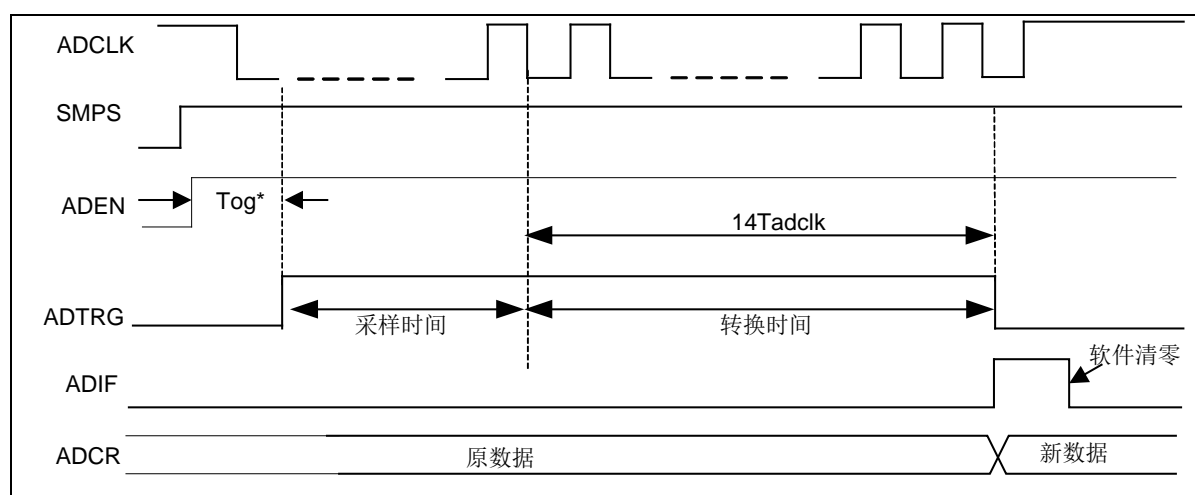 ADCLK
SMPS
ADEN
Tog*
14Tadclk
ADTRG
采样时间
转换时间
软件清零
ADIF
ADCR
原数据
新数据